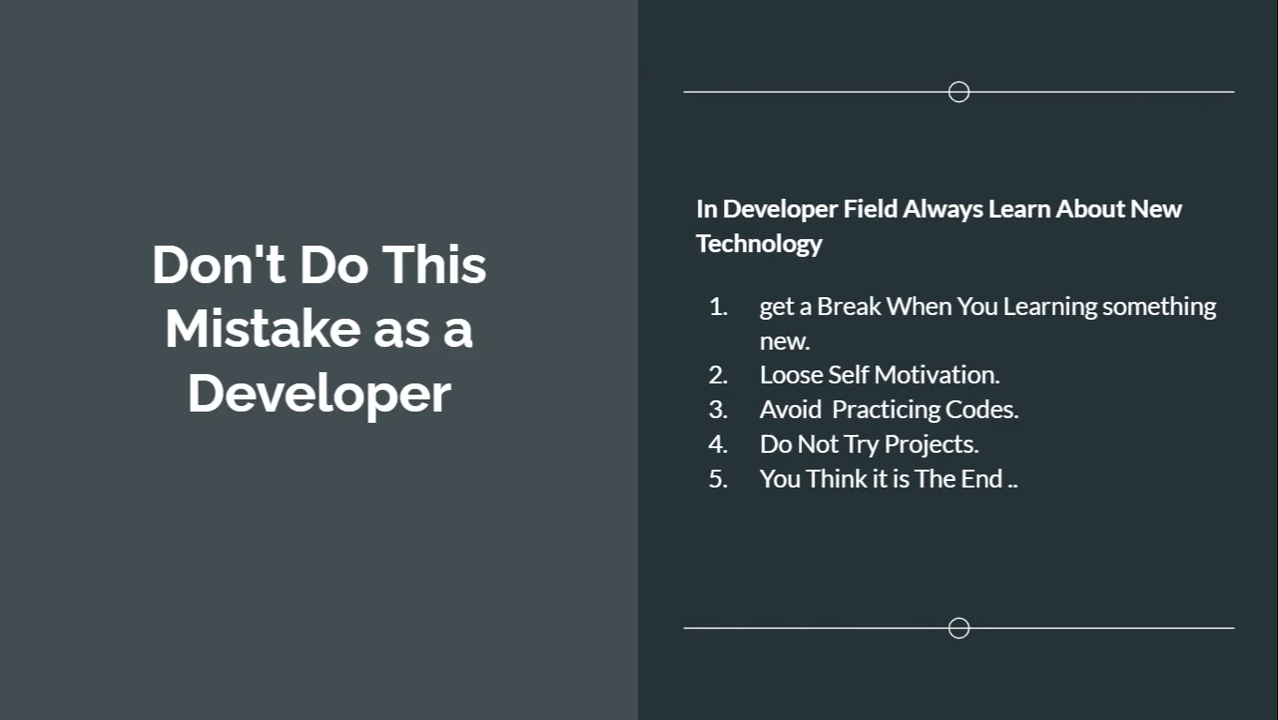 Don't Do This
Mistake as a
Developer
In Developer Field Always Learn About New
Technology
1. get a Break When You Learning something
new.
2. Loose Self Motivation.
3. Avoid  Practicing Codes.
4. Do Not Try Projects.
5. You Think it is The End ..